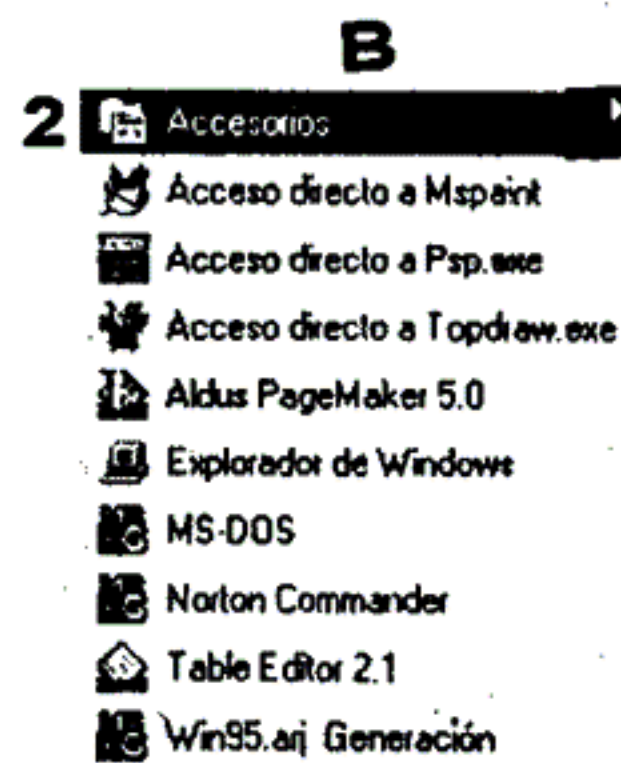 B
2 Accesorios
Acceso directo a Mspaint
Acceso directo a Psp.exe
Acceso directo a Topdraw.exe
Aldus PageMaker 5.0
Explorador de Windows
MS-DOS
Norton Commander
Table Editor 2.1
Win95.arj Generación